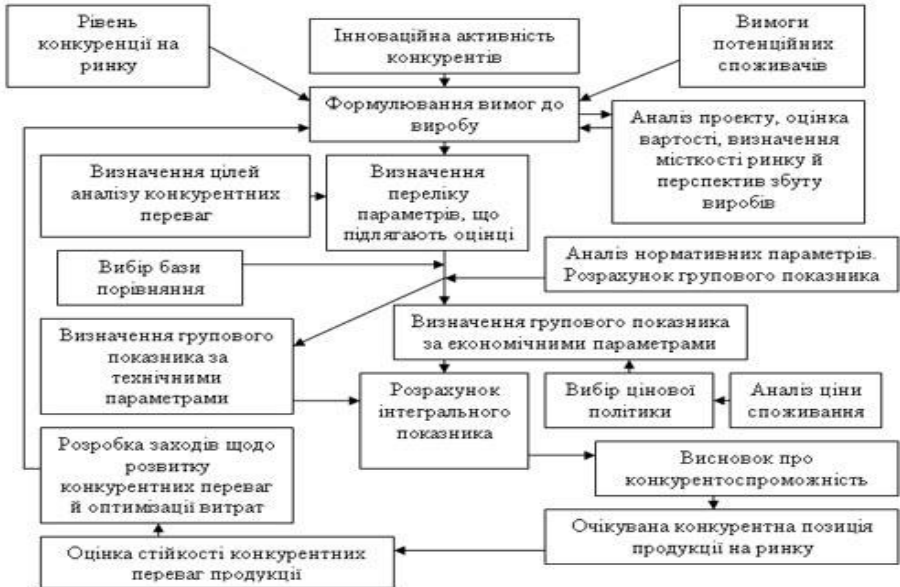 Рівень
конкуренції на
ринку
Інноваційна активність
конкурентів
Вимоги
потенційних
споживачів
Формулювання вимог до
виробу
Аналіз проекту, оцінка
вартості, визначення
місткості ринку й
перспектив збуту
виробів
Визначення цілей
аналізу конкурентних
переваг
Визначення
переліку
параметрів, що
підлягають оцінці
Вибір бази
порівняння
Аналіз нормативних параметрів.
Розрахунок групового показника
Визначення групового
показника за
технічними
параметрами
Визначення групового показника
за економічними параметрами
Розрахунок
інтегрального
показника
Вибір цінової
політики
Аналіз ціни
споживання
Розробка заходів щодо
розвитку
конкурентних переваг
й оптимізації витрат
Висновок про
конкурентоспроможність
Очікувана конкурентна позиція
продукції на ринку
Оцінка стійкості конкурентних
переваг продукції